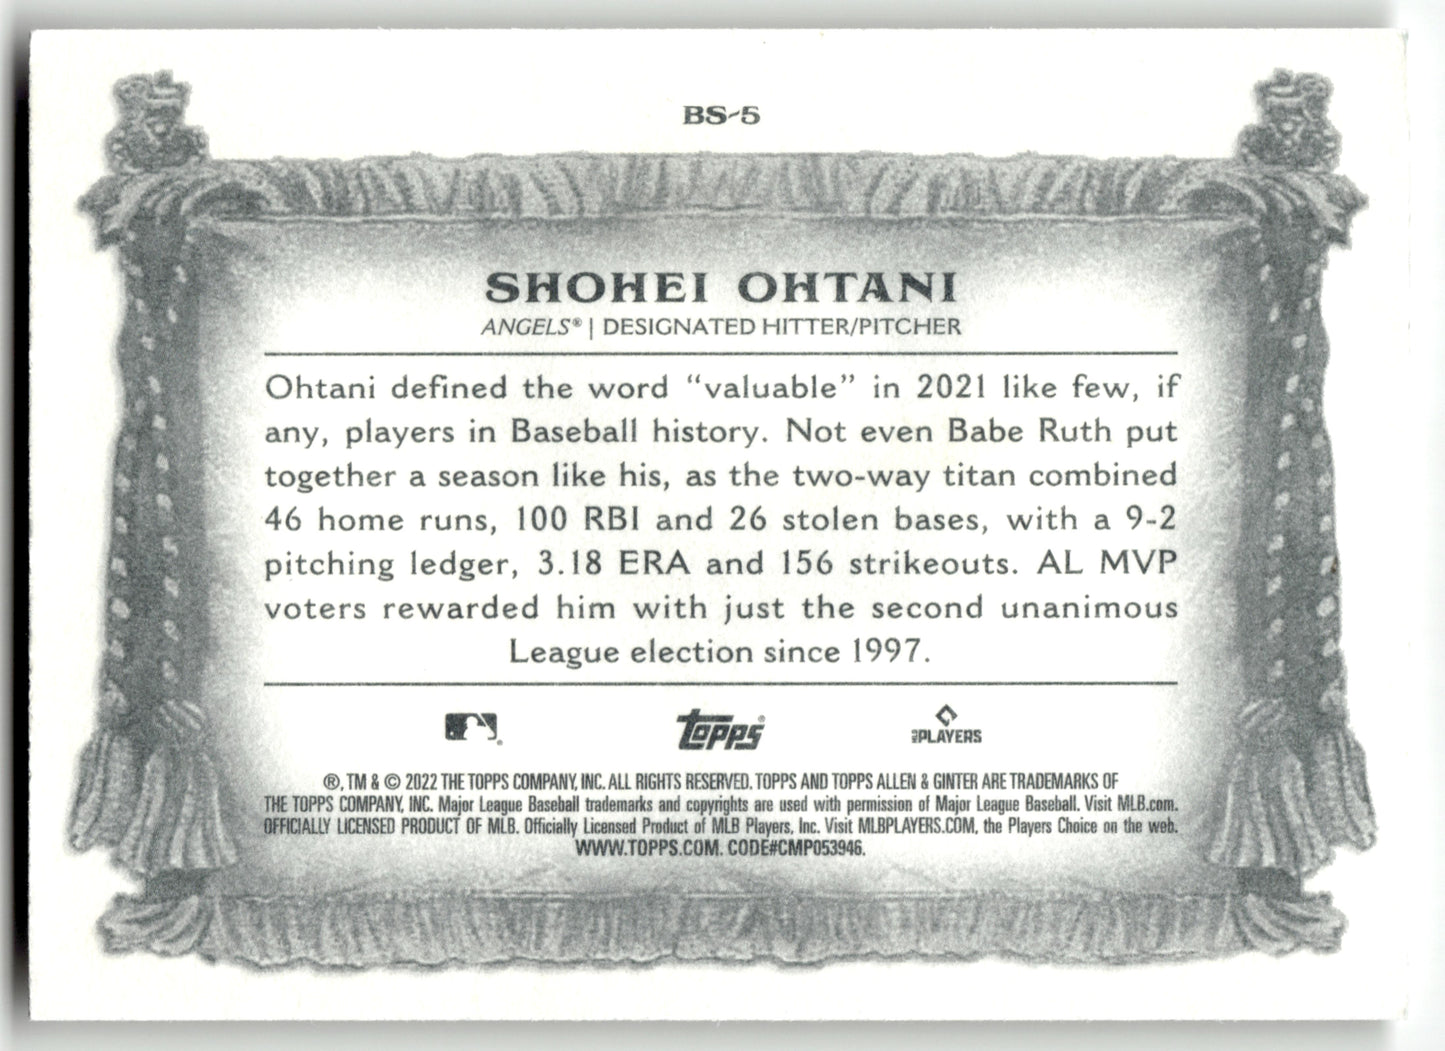 BS-5
SHOHEI OHTANI
ANGELS® | DESIGNATED HITTER/PITCHER
Ohtani defined the word “valuable” in 2021 like few, if
any, players in Baseball history. Not even Babe Ruth put
together a season like his, as the two-way titan combined
46 home runs, 100 RBI and 26 stolen bases, with a 9-2
pitching ledger, 3.18 ERA and 156 strikeouts. AL MVP
voters rewarded him with just the second unanimous
League election since 1997.
Topps®
MLB PLAYERS
®, TM & © 2022 THE TOPPS COMPANY, INC. ALL RIGHTS RESERVED. TOPPS AND TOPPS ALLEN & GINTER ARE TRADEMARKS OF
THE TOPPS COMPANY, INC. Major League Baseball trademarks and copyrights are used with permission of Major League Baseball. Visit MLB.com.
OFFICIALLY LICENSED PRODUCT OF MLB. Officially Licensed Product of MLB Players, Inc. Visit MLBPLAYERS.COM, the Players Choice on the web.
WWW.TOPPS.COM. CODE#CMP053946.